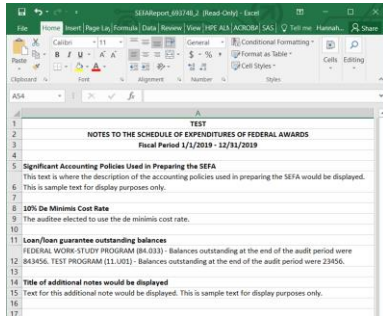 SEFAReport_693748_2 [Read-Only] - Excel
File Home Insert Page Lay Formula Data Review View HPE ALI ACROBA SAS Tell me Hannah... Share
Calibri 11 General Conditional Formatting
Paste B I U A A $ % , Format as Table Cells Editing
Cell Styles
Clipboard Font Alignment Number Styles
A54 fx
A
1 TEST
2 NOTES TO THE SCHEDULE OF EXPENDITURES OF FEDERAL AWARDS
3 Fiscal Period 1/1/2019 - 12/31/2019
4
5 Significant Accounting Policies Used in Preparing the SEFA
This text is where the description of the accounting policies used in preparing the SEFA would be displayed.
6 This is sample text for display purposes only.
7
8 10% De Minimis Cost Rate
9 The auditee elected to use the de minimis cost rate.
10
11 Loan/loan guarantee outstanding balances
FEDERAL WORK-STUDY PROGRAM (84.033) - Balances outstanding at the end of the audit period were
12 843456. TEST PROGRAM (11.U01) - Balances outstanding at the end of the audit period were 23456.
13
14 Title of additional notes would be displayed
15 Text for this additional note would be displayed. This is sample text for display purposes only.
16
17